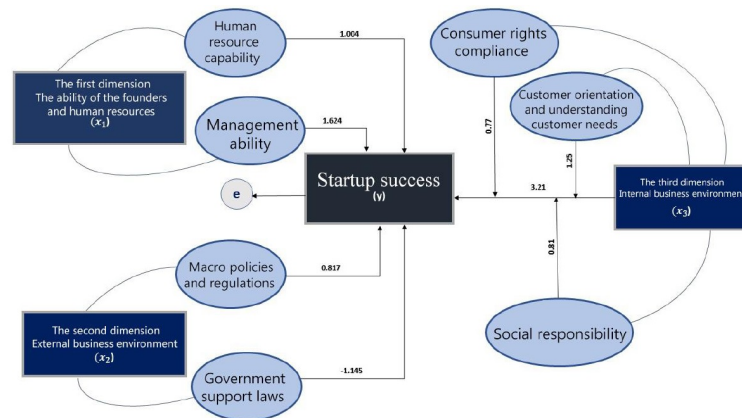 Human
resource
capability
1.004
Consumer rights
compliance
The first dimension
The ability of the founders
and human resources
(x₁)
Customer orientation
and understanding
customer needs
Management
ability
1.624
0.77
1.25
Startup success
(y)
e
3.21
The third dimension
Internal business environmen
(x₃)
Macro policies
and regulations
0.817
0.81
The second dimension
External business environment
(x₂)
Social responsibility
Government
support laws
-1.145